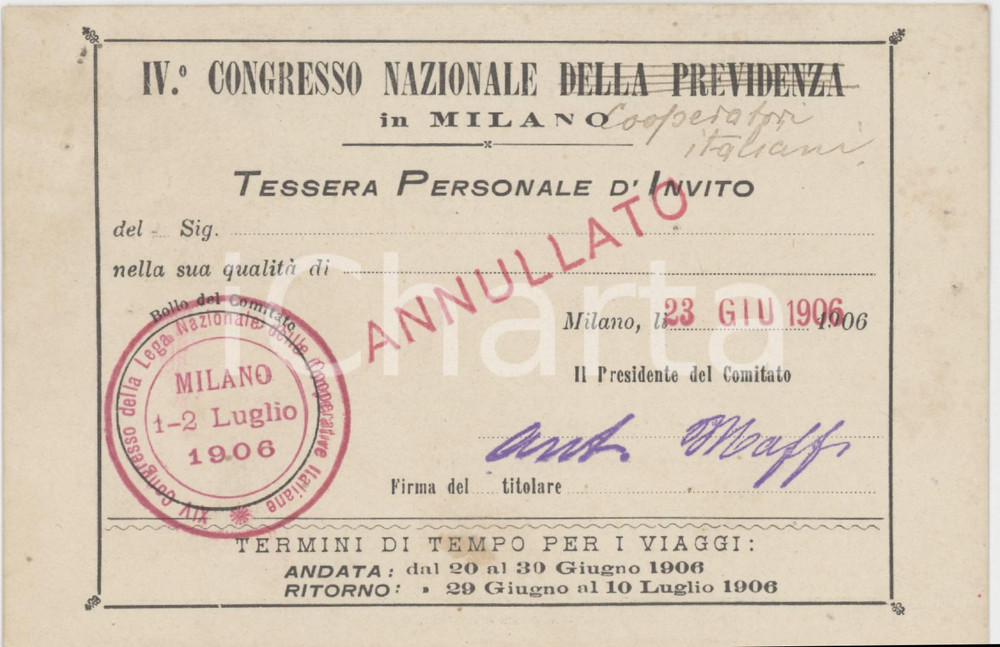 IV.º CONGRESSO NAZIONALE DELLA PREVIDENZA
in MILANO
Cooperatori
italiani
TESSERA PERSONALE D'INVITO
del Sig.
nella sua qualità di
ANNULLATO
iCharta
Bollo del Comitato
XIV Congresso della Lega Nazionale delle Cooperative Italiane
MILANO
1-2 Luglio
1906
Milano, lì 23 GIU 1906 1906
Il Presidente del Comitato
Ant. Maffi
Firma del titolare
TERMINI DI TEMPO PER I VIAGGI:
ANDATA: dal 20 al 30 Giugno 1906
RITORNO: » 29 Giugno al 10 Luglio 1906